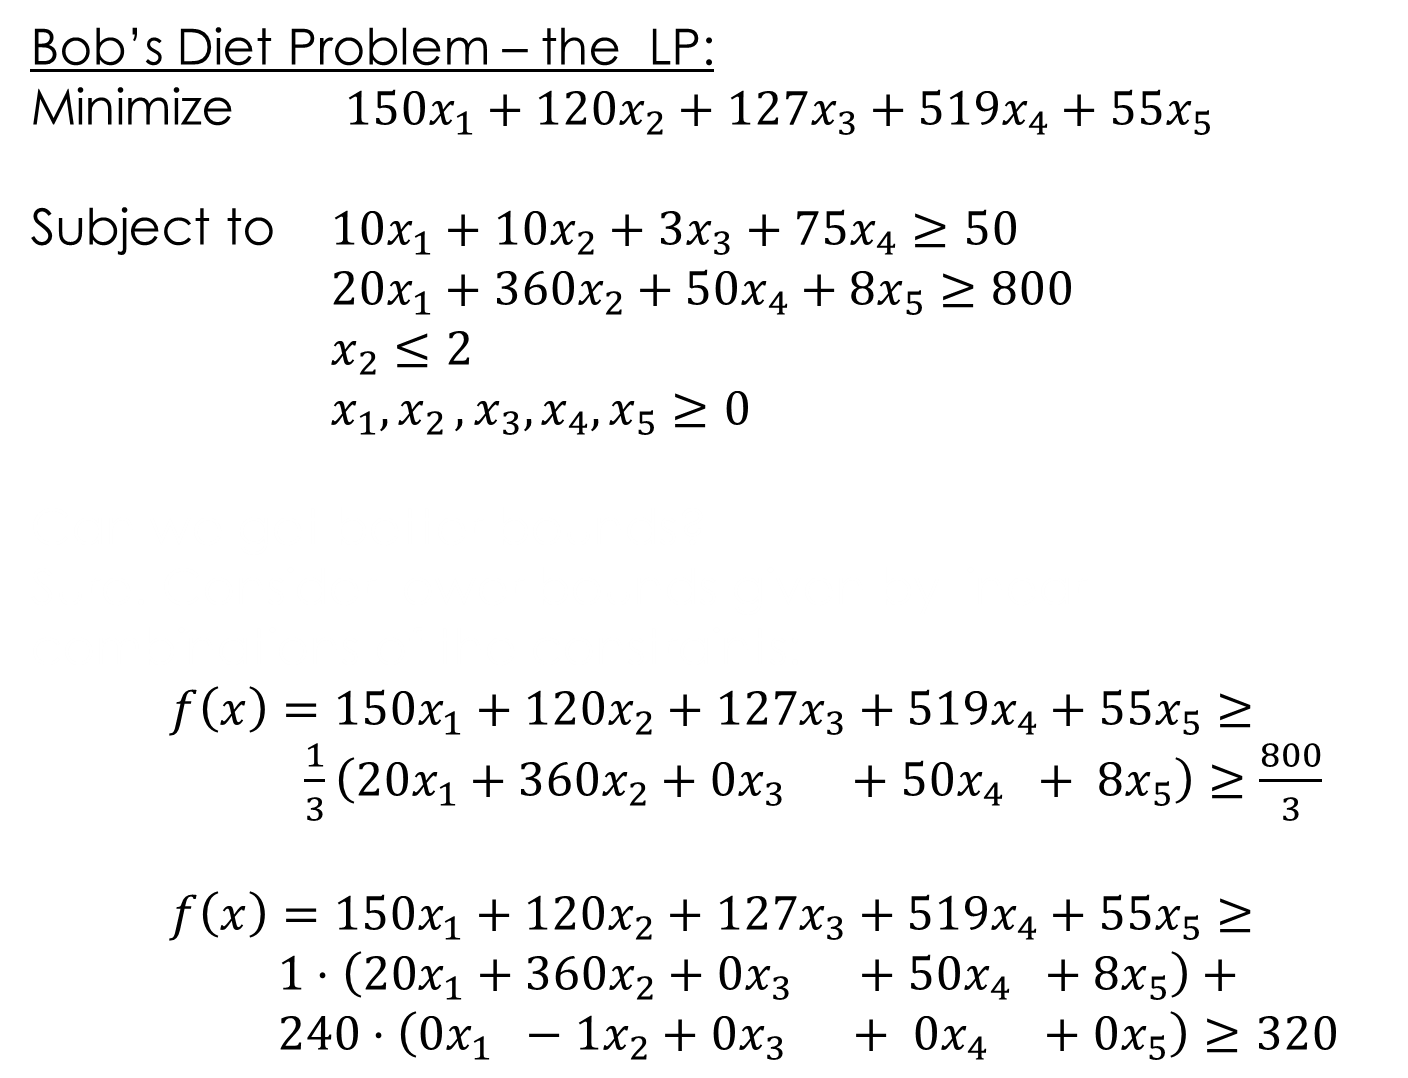 Bob's Diet Problem – the LP:
Minimize 150x₁ + 120x₂ + 127x₃ + 519x₄ + 55x₅
Subject to 10x₁ + 10x₂ + 3x₃ + 75x₄ ≥ 50
20x₁ + 360x₂ + 50x₄ + 8x₅ ≥ 800
x₂ ≤ 2
x₁, x₂ , x₃, x₄, x₅ ≥ 0
f(x) = 150x₁ + 120x₂ + 127x₃ + 519x₄ + 55x₅ ≥
1/3 (20x₁ + 360x₂ + 0x₃ + 50x₄ + 8x₅) ≥ 800/3
f(x) = 150x₁ + 120x₂ + 127x₃ + 519x₄ + 55x₅ ≥
1 · (20x₁ + 360x₂ + 0x₃ + 50x₄ + 8x₅) +
240 · (0x₁ − 1x₂ + 0x₃ + 0x₄ + 0x₅) ≥ 320